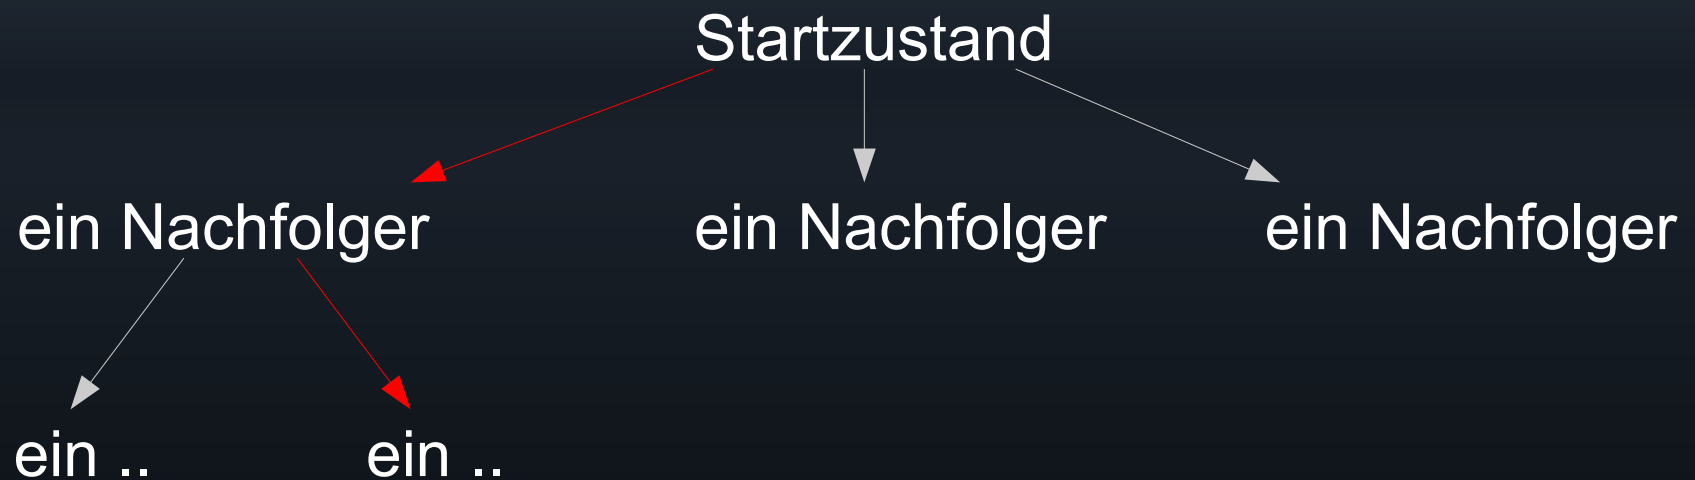 Startzustand
ein Nachfolger ein Nachfolger ein Nachfolger
ein .. ein ..